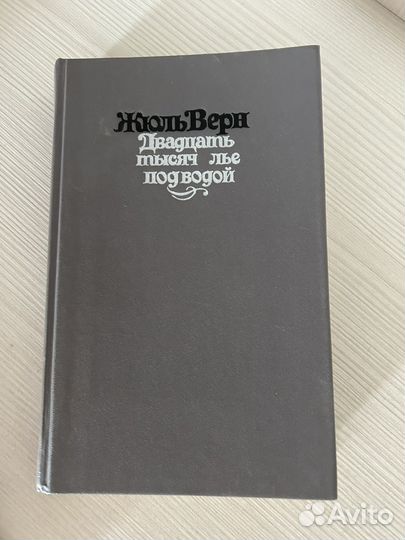 Жюль Верн
Двадцать
тысяч лье
под водой
Avito